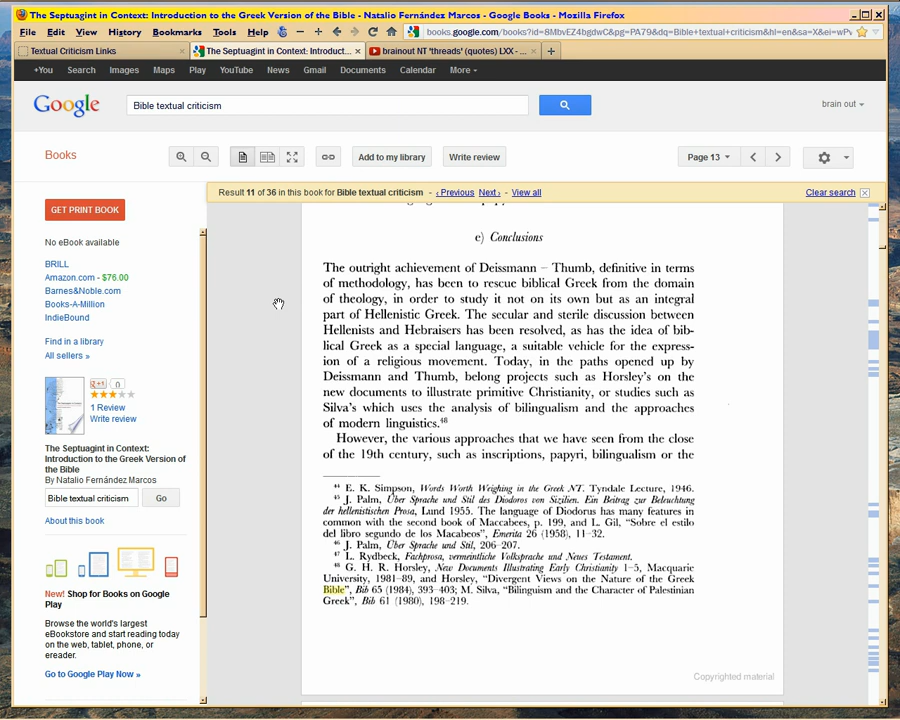 The Septuagint in Context: Introduction to the Greek Version of the Bible - Natalio Fernández Marcos - Google Books - Mozilla Firefox
File Edit View History Bookmarks Tools Help
books.google.com/books?id=8MbvEZ4bgdwC&pg=PA79&dq=Bible+textual+criticism&hl=en&sa=X&ei=wPv
Textual Criticism Links
The Septuagint in Context: Introduct...
brainout NT 'threads' (quotes) LXX - ...
+You Search Images Maps Play YouTube News Gmail Documents Calendar More
Google
Bible textual criticism
brain out
Books
Add to my library
Write review
Page 13
Result 11 of 36 in this book for Bible textual criticism - ‹ Previous Next › - View all
Clear search
GET PRINT BOOK
No eBook available
BRILL
Amazon.com - $76.00
Barnes&Noble.com
Books-A-Million
IndieBound
Find in a library
All sellers »
g+1 0
1 Review
Write review
The Septuagint in Context:
Introduction to the Greek Version of
the Bible
By Natalio Fernández Marcos
Bible textual criticism
Go
About this book
New! Shop for Books on Google
Play
Browse the world's largest
eBookstore and start reading today
on the web, tablet, phone, or
ereader.
Go to Google Play Now »
c) Conclusions
The outright achievement of Deissmann – Thumb, definitive in terms
of methodology, has been to rescue biblical Greek from the domain
of theology, in order to study it not on its own but as an integral
part of Hellenistic Greek. The secular and sterile discussion between
Hellenists and Hebraisers has been resolved, as has the idea of bib-
lical Greek as a special language, a suitable vehicle for the express-
ion of a religious movement. Today, in the paths opened up by
Deissmann and Thumb, belong projects such as Horsley's on the
new documents to illustrate primitive Christianity, or studies such as
Silva's which uses the analysis of bilingualism and the approaches
of modern linguistics.⁴⁸
However, the various approaches that we have seen from the close
of the 19th century, such as inscriptions, papyri, bilingualism or the
⁴⁴ E. K. Simpson, Words Worth Weighing in the Greek NT. Tyndale Lecture, 1946.
⁴⁵ J. Palm, Über Sprache und Stil des Diodoros von Sizilien. Ein Beitrag zur Beleuchtung
der hellenistischen Prosa, Lund 1955. The language of Diodorus has many features in
common with the second book of Maccabees, p. 199, and L. Gil, "Sobre el estilo
del libro segundo de los Macabeos", Emerita 26 (1958), 11–32.
⁴⁶ J. Palm, Über Sprache und Stil, 206–207.
⁴⁷ L. Rydbeck, Fachprosa, vermeintliche Volksprache und Neues Testament.
⁴⁸ G. H. R. Horsley, New Documents Illustrating Early Christianity 1–5, Macquarie
University, 1981–89, and Horsley, "Divergent Views on the Nature of the Greek
Bible", Bib 65 (1984), 393–403; M. Silva, "Bilingualism and the Character of Palestinian
Greek", Bib 61 (1980), 198–219.
Copyrighted material